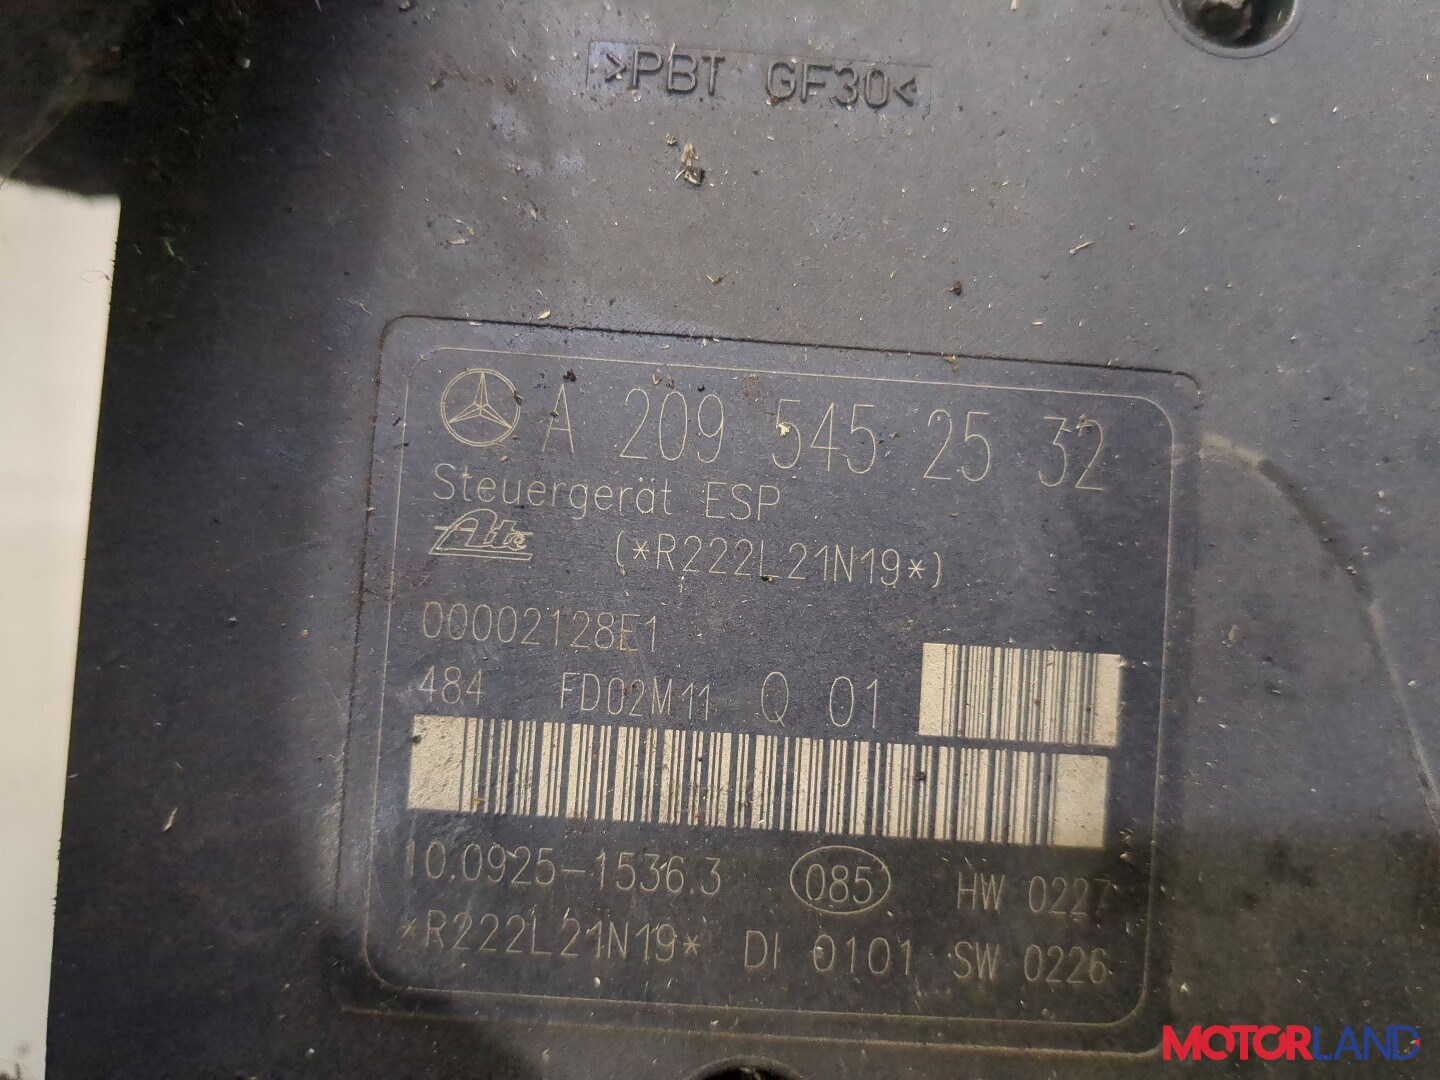 >PBT GF30<
A 209 545 25 32
Steuergerät ESP
Ate (*R222L21N19*)
00002128E1
484 FD02M11 Q 01
10.0925-1536.3 085 HW 0227
*R222L21N19* DI 0101 SW 0226
MOTORLAND